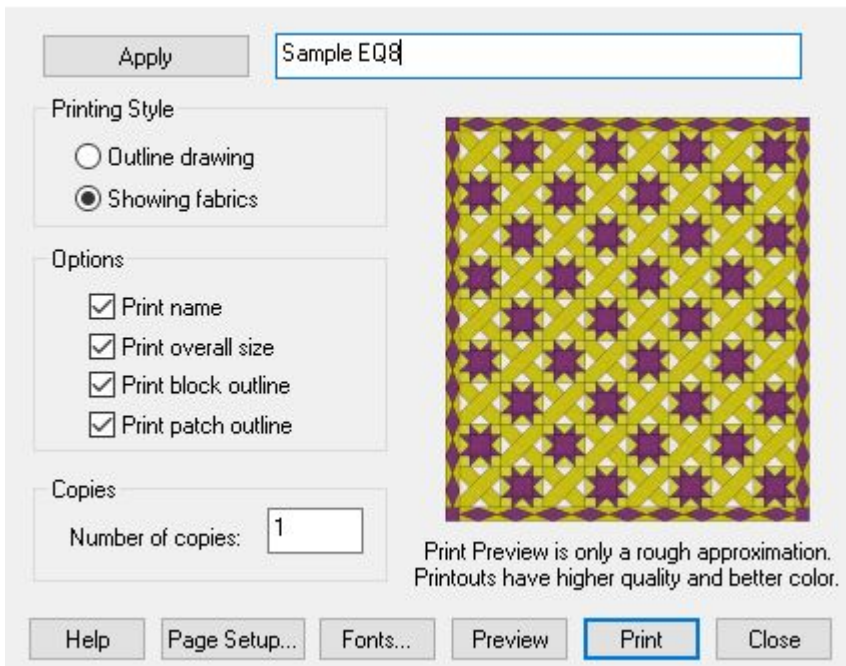 Apply
Sample EQ8
Printing Style
Outline drawing
Showing fabrics
Options
Print name
Print overall size
Print block outline
Print patch outline
Copies
Number of copies: 1
Print Preview is only a rough approximation.
Printouts have higher quality and better color.
Help Page Setup... Fonts... Preview Print Close